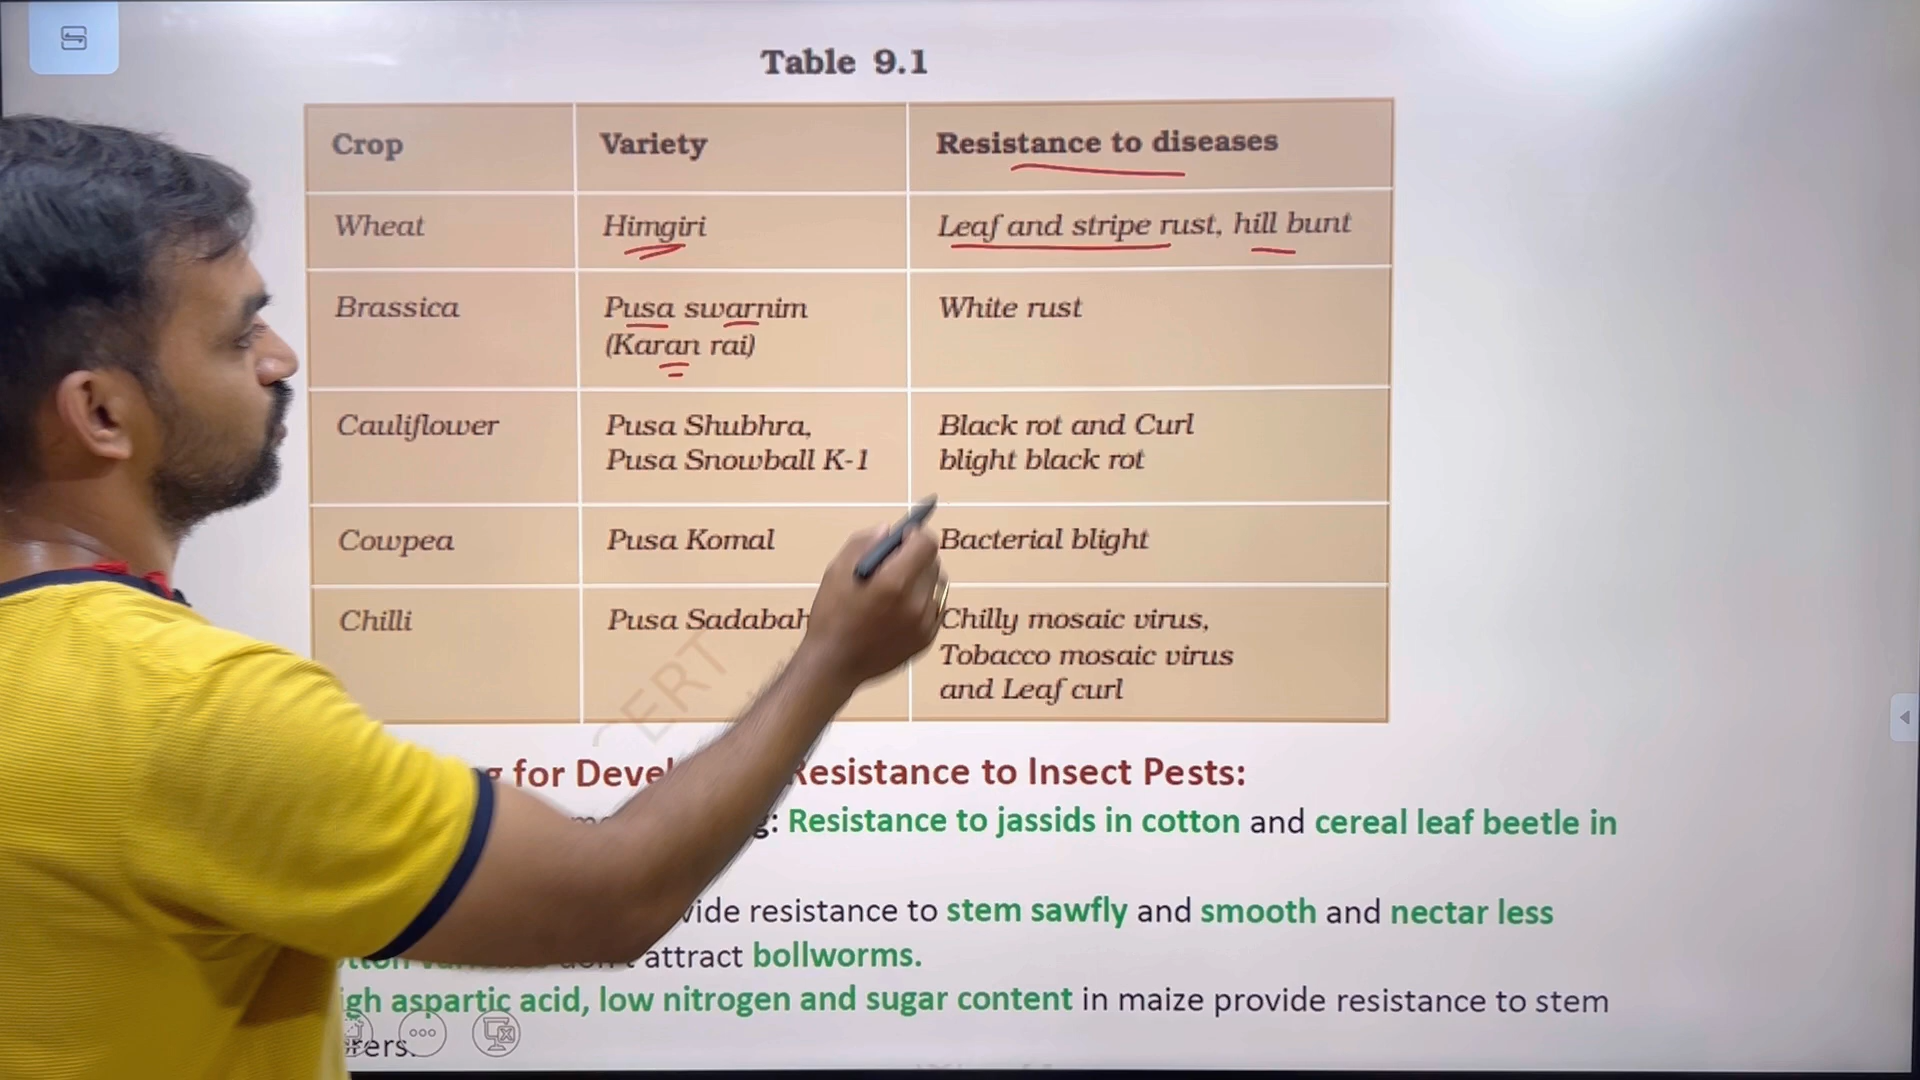 Table 9.1
Crop Variety Resistance to diseases
Wheat Himgiri Leaf and stripe rust, hill bunt
Brassica Pusa swarnim White rust
(Karan rai)
Cauliflower Pusa Shubhra, Black rot and Curl
Pusa Snowball K-1 blight black rot
Cowpea Pusa Komal Bacterial blight
Chilli Pusa Chilly mosaic virus,
Tobacco mosaic virus
and Leaf curl
for Resistance to Insect Pests:
Resistance to jassids in cotton and cereal leaf beetle in
resistance to stem sawfly and smooth and nectar less
attract bollworms.
aspartic acid, low nitrogen and sugar content in maize provide resistance to stem